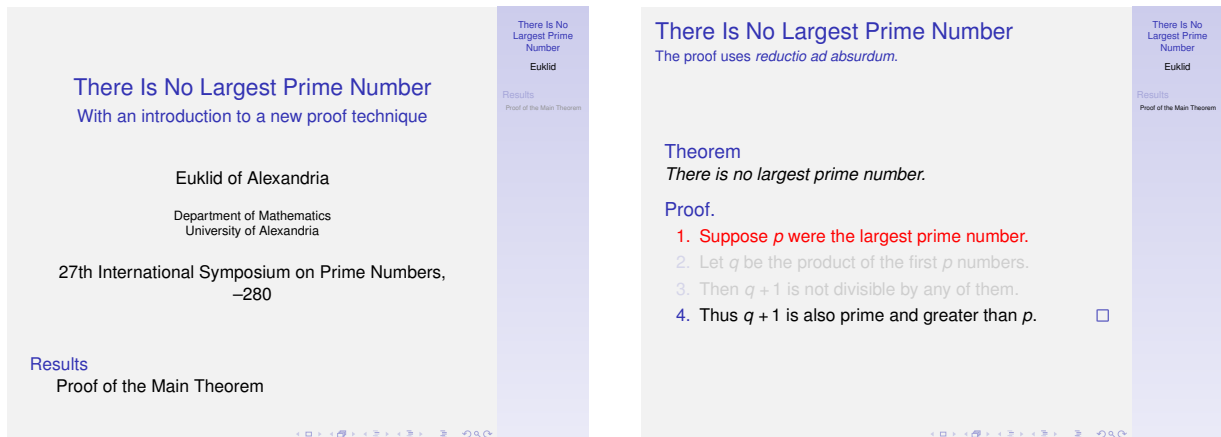 There Is No Largest Prime Number
With an introduction to a new proof technique
Euklid of Alexandria
Department of Mathematics
University of Alexandria
27th International Symposium on Prime Numbers,
–280
Results
Proof of the Main Theorem
There Is No
Largest Prime
Number
Euklid
Results
Proof of the Main Theorem
There Is No Largest Prime Number
The proof uses reductio ad absurdum.
Theorem
There is no largest prime number.
Proof.
1. Suppose p were the largest prime number.
2. Let q be the product of the first p numbers.
3. Then q + 1 is not divisible by any of them.
4. Thus q + 1 is also prime and greater than p. □
There Is No
Largest Prime
Number
Euklid
Results
Proof of the Main Theorem